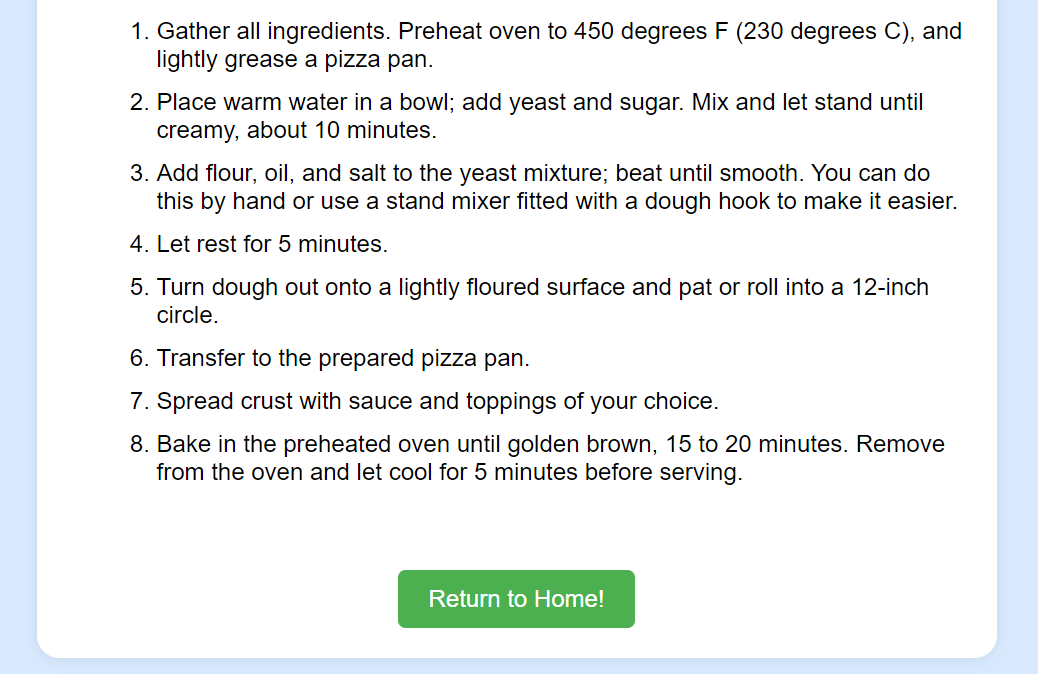 1. Gather all ingredients. Preheat oven to 450 degrees F (230 degrees C), and
lightly grease a pizza pan.
2. Place warm water in a bowl; add yeast and sugar. Mix and let stand until
creamy, about 10 minutes.
3. Add flour, oil, and salt to the yeast mixture; beat until smooth. You can do
this by hand or use a stand mixer fitted with a dough hook to make it easier.
4. Let rest for 5 minutes.
5. Turn dough out onto a lightly floured surface and pat or roll into a 12-inch
circle.
6. Transfer to the prepared pizza pan.
7. Spread crust with sauce and toppings of your choice.
8. Bake in the preheated oven until golden brown, 15 to 20 minutes. Remove
from the oven and let cool for 5 minutes before serving.
Return to Home!